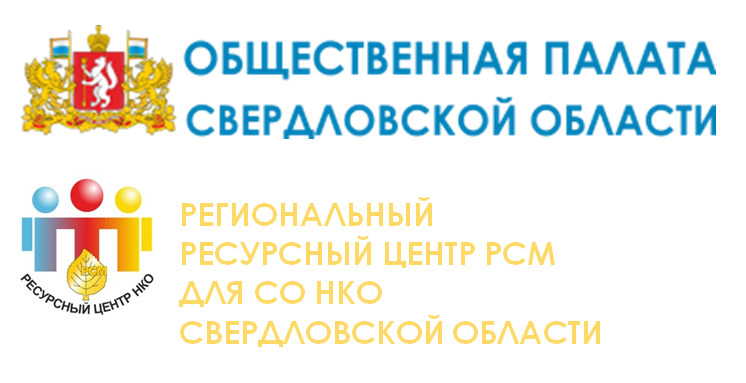 ОБЩЕСТВЕННАЯ ПАЛАТА
СВЕРДЛОВСКОЙ ОБЛАСТИ
РСМ
РЕСУРСНЫЙ ЦЕНТР НКО
РЕГИОНАЛЬНЫЙ
РЕСУРСНЫЙ ЦЕНТР РСМ
ДЛЯ СО НКО
СВЕРДЛОВСКОЙ ОБЛАСТИ